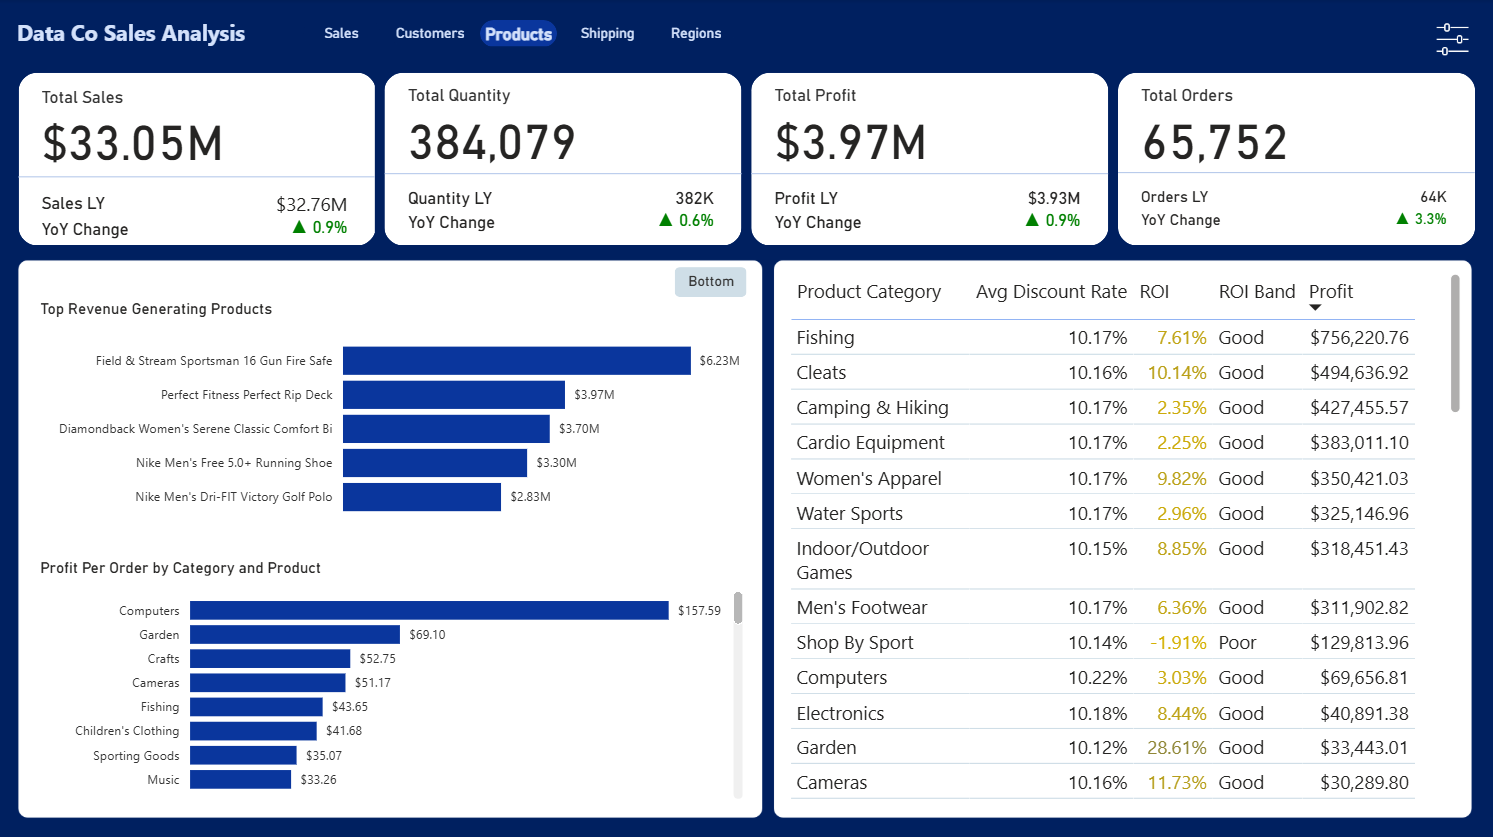 Data Co Sales Analysis
Sales
Customers
Products
Shipping
Regions
Total Sales
$33.05M
Sales LY $32.76M
YoY Change ▲ 0.9%
Total Quantity
384,079
Quantity LY 382K
YoY Change ▲ 0.6%
Total Profit
$3.97M
Profit LY $3.93M
YoY Change ▲ 0.9%
Total Orders
65,752
Orders LY 64K
YoY Change ▲ 3.3%
Bottom
Top Revenue Generating Products
Field & Stream Sportsman 16 Gun Fire Safe $6.23M
Perfect Fitness Perfect Rip Deck $3.97M
Diamondback Women's Serene Classic Comfort Bi $3.70M
Nike Men's Free 5.0+ Running Shoe $3.30M
Nike Men's Dri-FIT Victory Golf Polo $2.83M
Profit Per Order by Category and Product
Computers $157.59
Garden $69.10
Crafts $52.75
Cameras $51.17
Fishing $43.65
Children's Clothing $41.68
Sporting Goods $35.07
Music $33.26
Product Category Avg Discount Rate ROI ROI Band Profit
Fishing 10.17% 7.61% Good $756,220.76
Cleats 10.16% 10.14% Good $494,636.92
Camping & Hiking 10.17% 2.35% Good $427,455.57
Cardio Equipment 10.17% 2.25% Good $383,011.10
Women's Apparel 10.17% 9.82% Good $350,421.03
Water Sports 10.17% 2.96% Good $325,146.96
Indoor/Outdoor 10.15% 8.85% Good $318,451.43
Games
Men's Footwear 10.17% 6.36% Good $311,902.82
Shop By Sport 10.14% -1.91% Poor $129,813.96
Computers 10.22% 3.03% Good $69,656.81
Electronics 10.18% 8.44% Good $40,891.38
Garden 10.12% 28.61% Good $33,443.01
Cameras 10.16% 11.73% Good $30,289.80